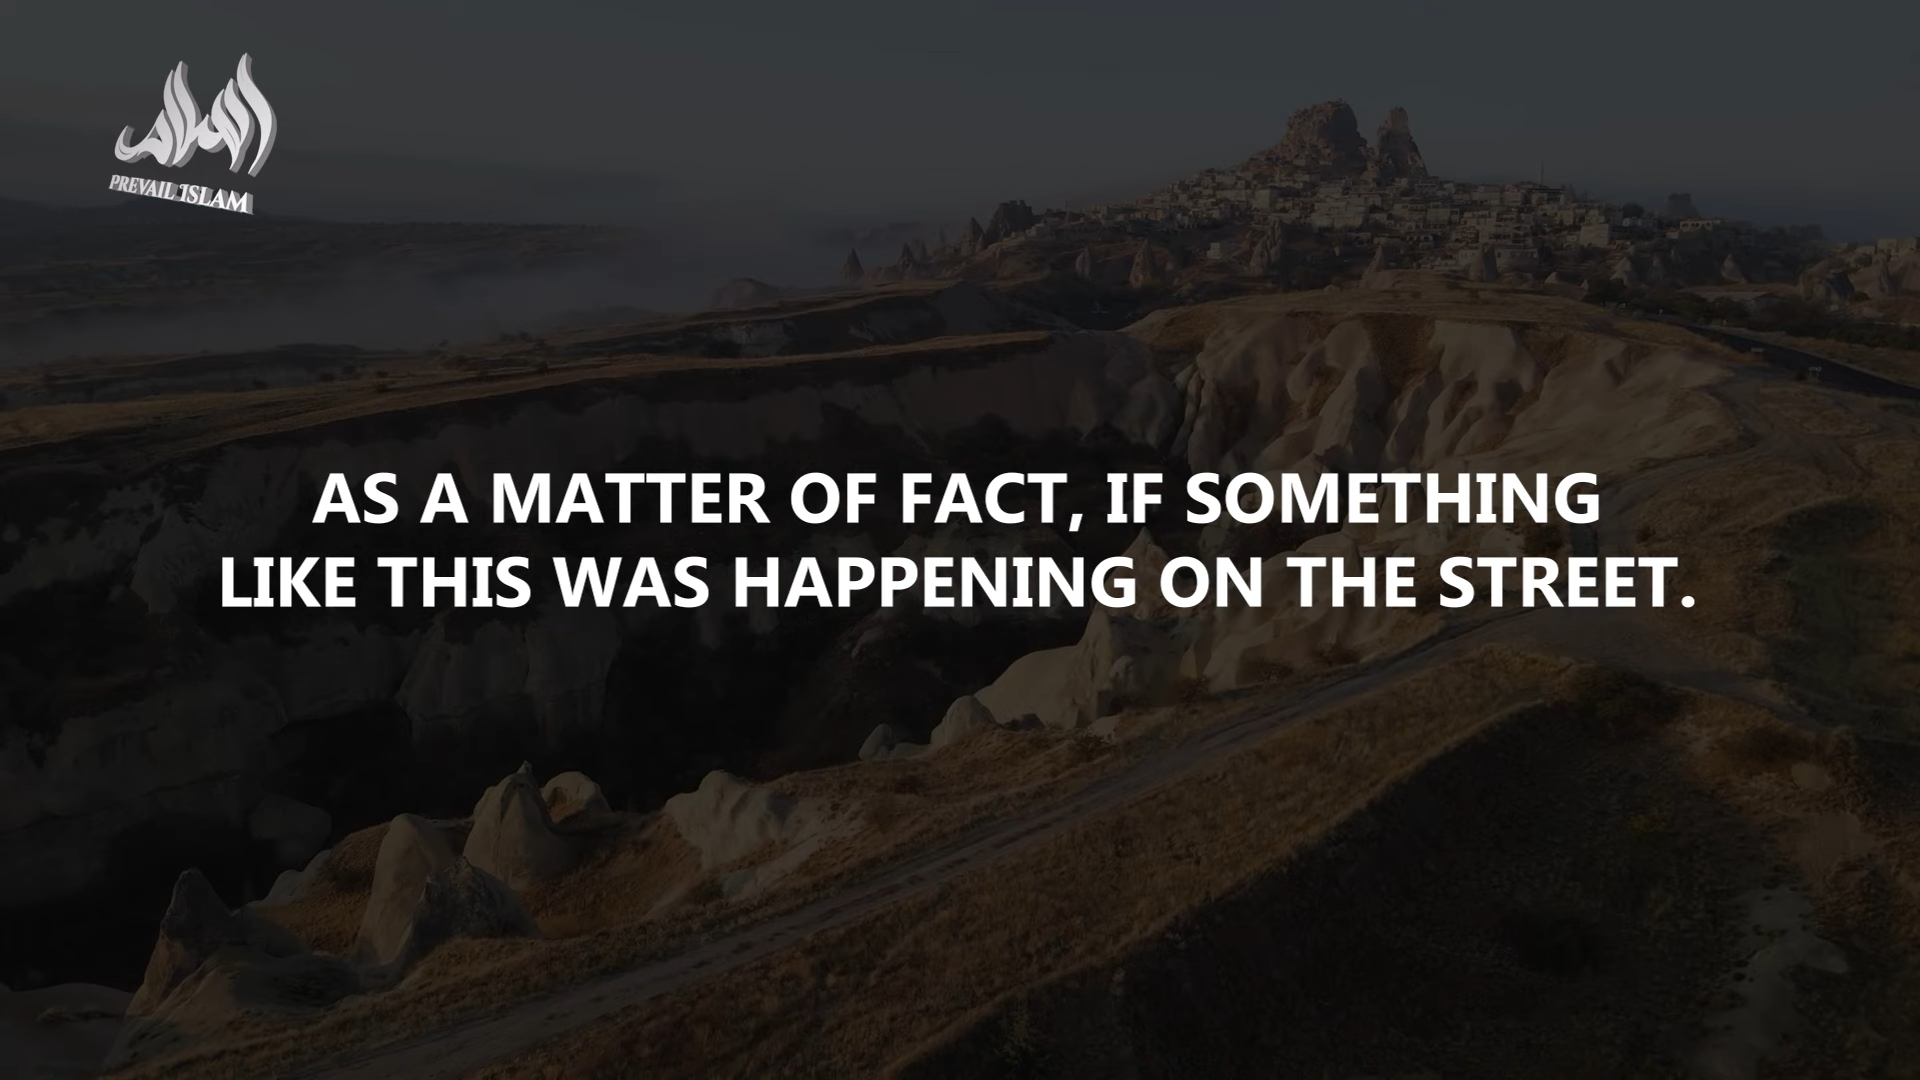 PREVAIL ISLAM
AS A MATTER OF FACT, IF SOMETHING
LIKE THIS WAS HAPPENING ON THE STREET.